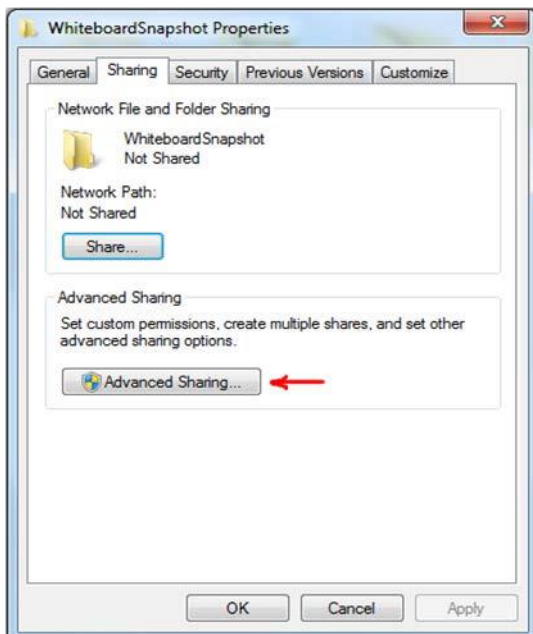 WhiteboardSnapshot Properties
General Sharing Security Previous Versions Customize
Network File and Folder Sharing
WhiteboardSnapshot
Not Shared
Network Path:
Not Shared
Share...
Advanced Sharing
Set custom permissions, create multiple shares, and set other
advanced sharing options.
Advanced Sharing...
OK Cancel Apply